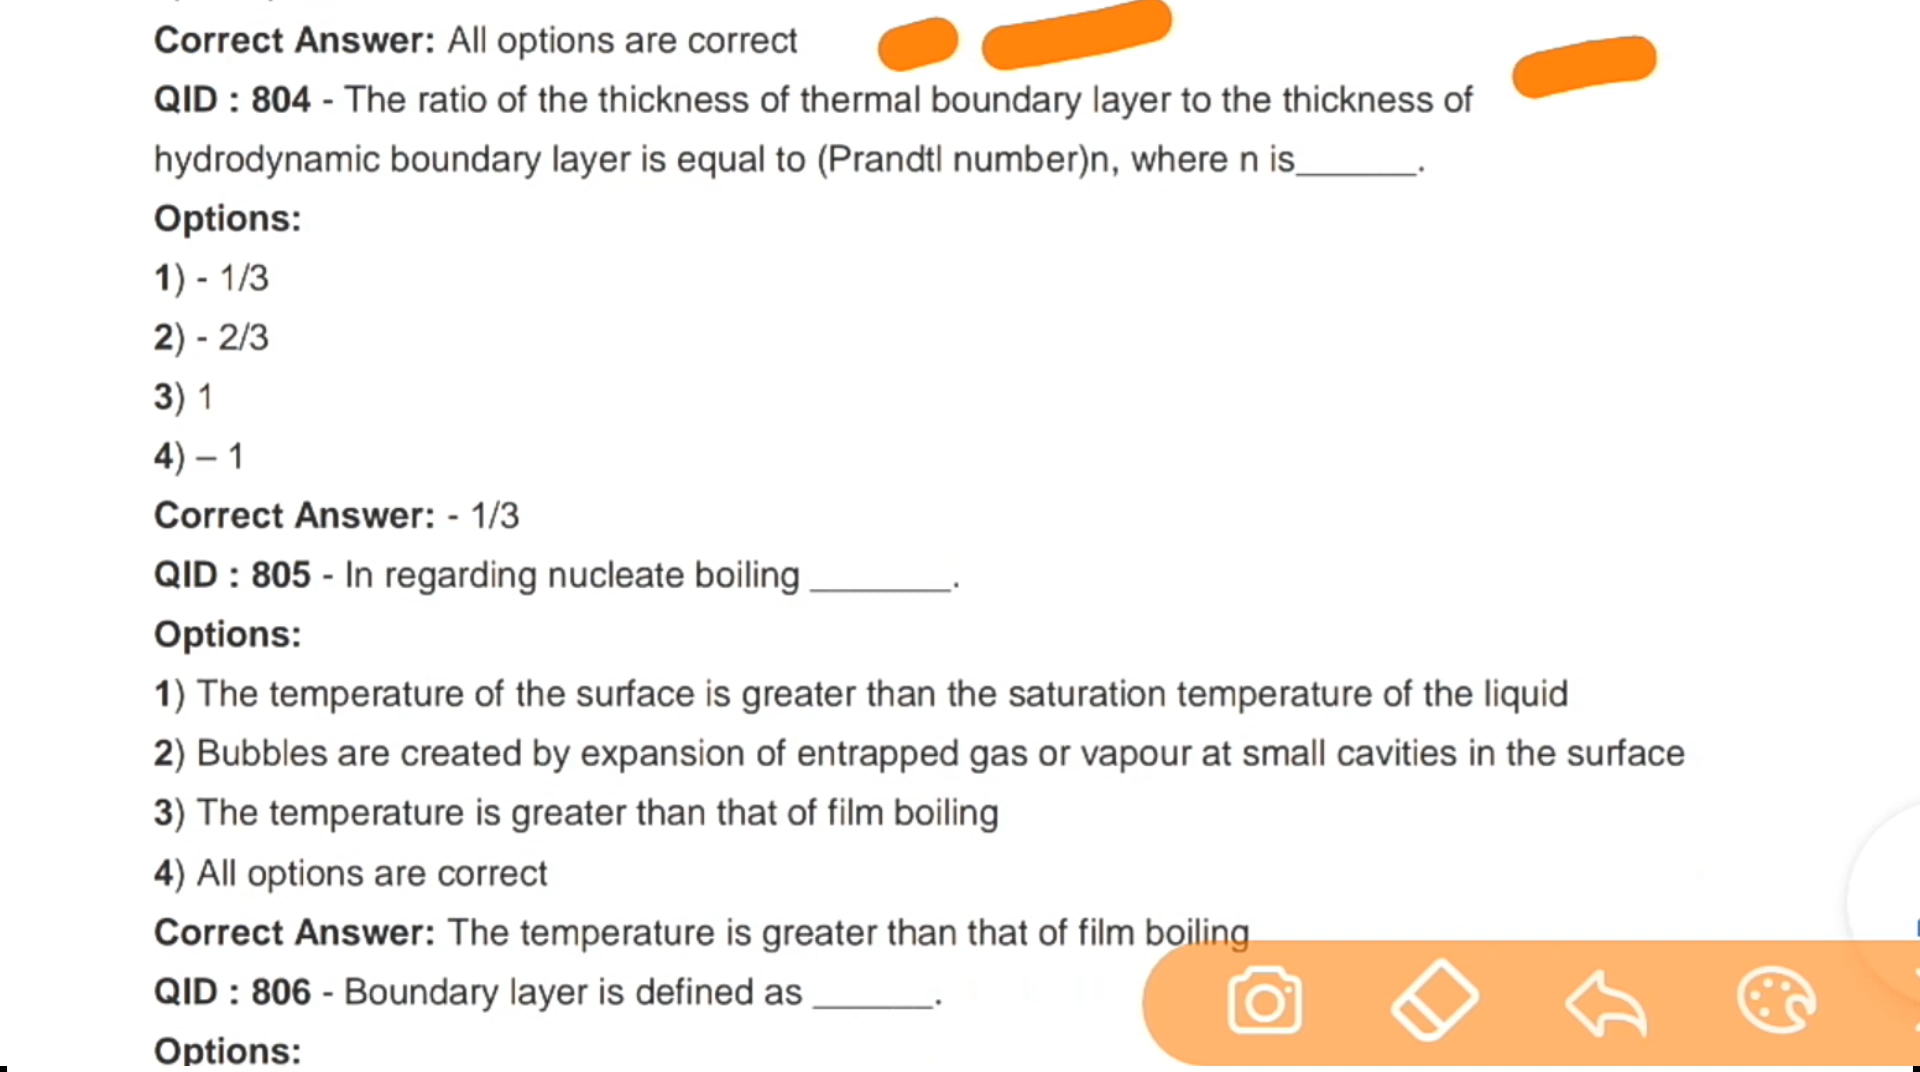 Correct Answer: All options are correct
QID : 804 - The ratio of the thickness of thermal boundary layer to the thickness of
hydrodynamic boundary layer is equal to (Prandtl number)n, where n is______.
Options:
1) - 1/3
2) - 2/3
3) 1
4) – 1
Correct Answer: - 1/3
QID : 805 - In regarding nucleate boiling _______.
Options:
1) The temperature of the surface is greater than the saturation temperature of the liquid
2) Bubbles are created by expansion of entrapped gas or vapour at small cavities in the surface
3) The temperature is greater than that of film boiling
4) All options are correct
Correct Answer: The temperature is greater than that of film boiling
QID : 806 - Boundary layer is defined as ______.
Options: